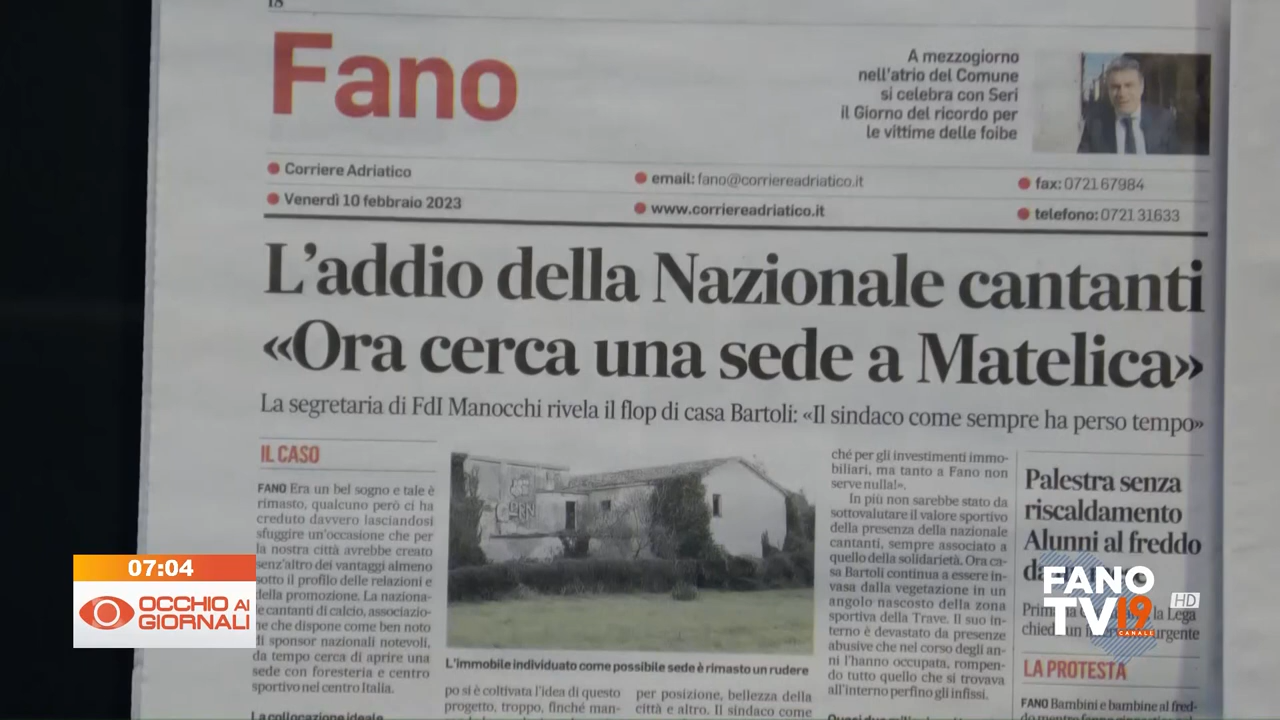 18
Fano
A mezzogiorno
nell'atrio del Comune
si celebra con Seri
il Giorno del ricordo per
le vittime delle foibe
Corriere Adriatico
Venerdì 10 febbraio 2023
email: fano@corriereadriatico.it
www.corriereadriatico.it
fax: 0721 67984
telefono: 0721 31633
L'addio della Nazionale cantanti
«Ora cerca una sede a Matelica»
La segretaria di FdI Manocchi rivela il flop di casa Bartoli: «Il sindaco come sempre ha perso tempo»
IL CASO
FANO Era un bel sogno e tale è
rimasto, qualcuno però ci ha
creduto davvero lasciandosi
sfuggire un'occasione che per
la nostra città avrebbe creato
senz'altro dei vantaggi almeno
sotto il profilo delle relazioni e
della promozione. La naziona-
le cantanti di calcio, associazio-
ne che dispone come ben noto
di sponsor nazionali notevoli,
da tempo cerca di aprire una
sede con foresteria e centro
sportivo nel centro Italia.
La collocazione ideale
L'immobile individuato come possibile sede è rimasto un rudere
po si è coltivata l'idea di questo
progetto, troppo, finché man-
per posizione, bellezza della
città e altro. Il sindaco come
ché per gli investimenti immo-
biliari, ma tanto a Fano non
serve nulla!».
In più non sarebbe stato da
sottovalutare il valore sportivo
della presenza della nazionale
cantanti, sempre associato a
quello della solidarietà. Ora ca-
sa Bartoli continua a essere in-
vasa dalla vegetazione in un
angolo nascosto della zona
sportiva della Trave. Il suo in-
terno è devastato da presenze
abusive che nel corso degli an-
ni l'hanno occupata, rompen-
do tutto quello che si trovava
all'interno perfino gli infissi.
Palestra senza
riscaldamento
Alunni al freddo
la Lega
chied un urgente
LA PROTESTA
FANO Bambini e bambine al fred-
07:04
OCCHIO AI
GIORNALI
FANO
TV19
CANALE
HD